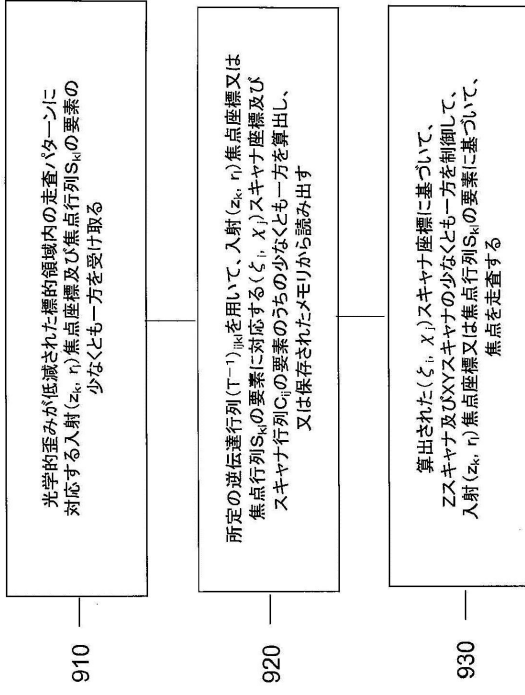 光学的歪みが低減された標的領域内の走査パターンに
対応する入射(zk, rl)焦点座標及び焦点行列Sklの要素の
少なくとも一方を受け取る
910
所定の逆伝達行列(T⁻¹)ijklを用いて、入射(zk, rl)焦点座標又は
焦点行列Sklの要素に対応する(ξi, χj)スキャナ座標及び
スキャナ行列Cijの要素のうちの少なくとも一方を算出し、
又は保存されたメモリから読み出す
920
算出された(ξi, χj)スキャナ座標に基づいて、
Zスキャナ及びXYスキャナの少なくとも一方を制御して、
入射(zk, rl)焦点座標又は焦点行列Sklの要素に基づいて、
焦点を走査する
930